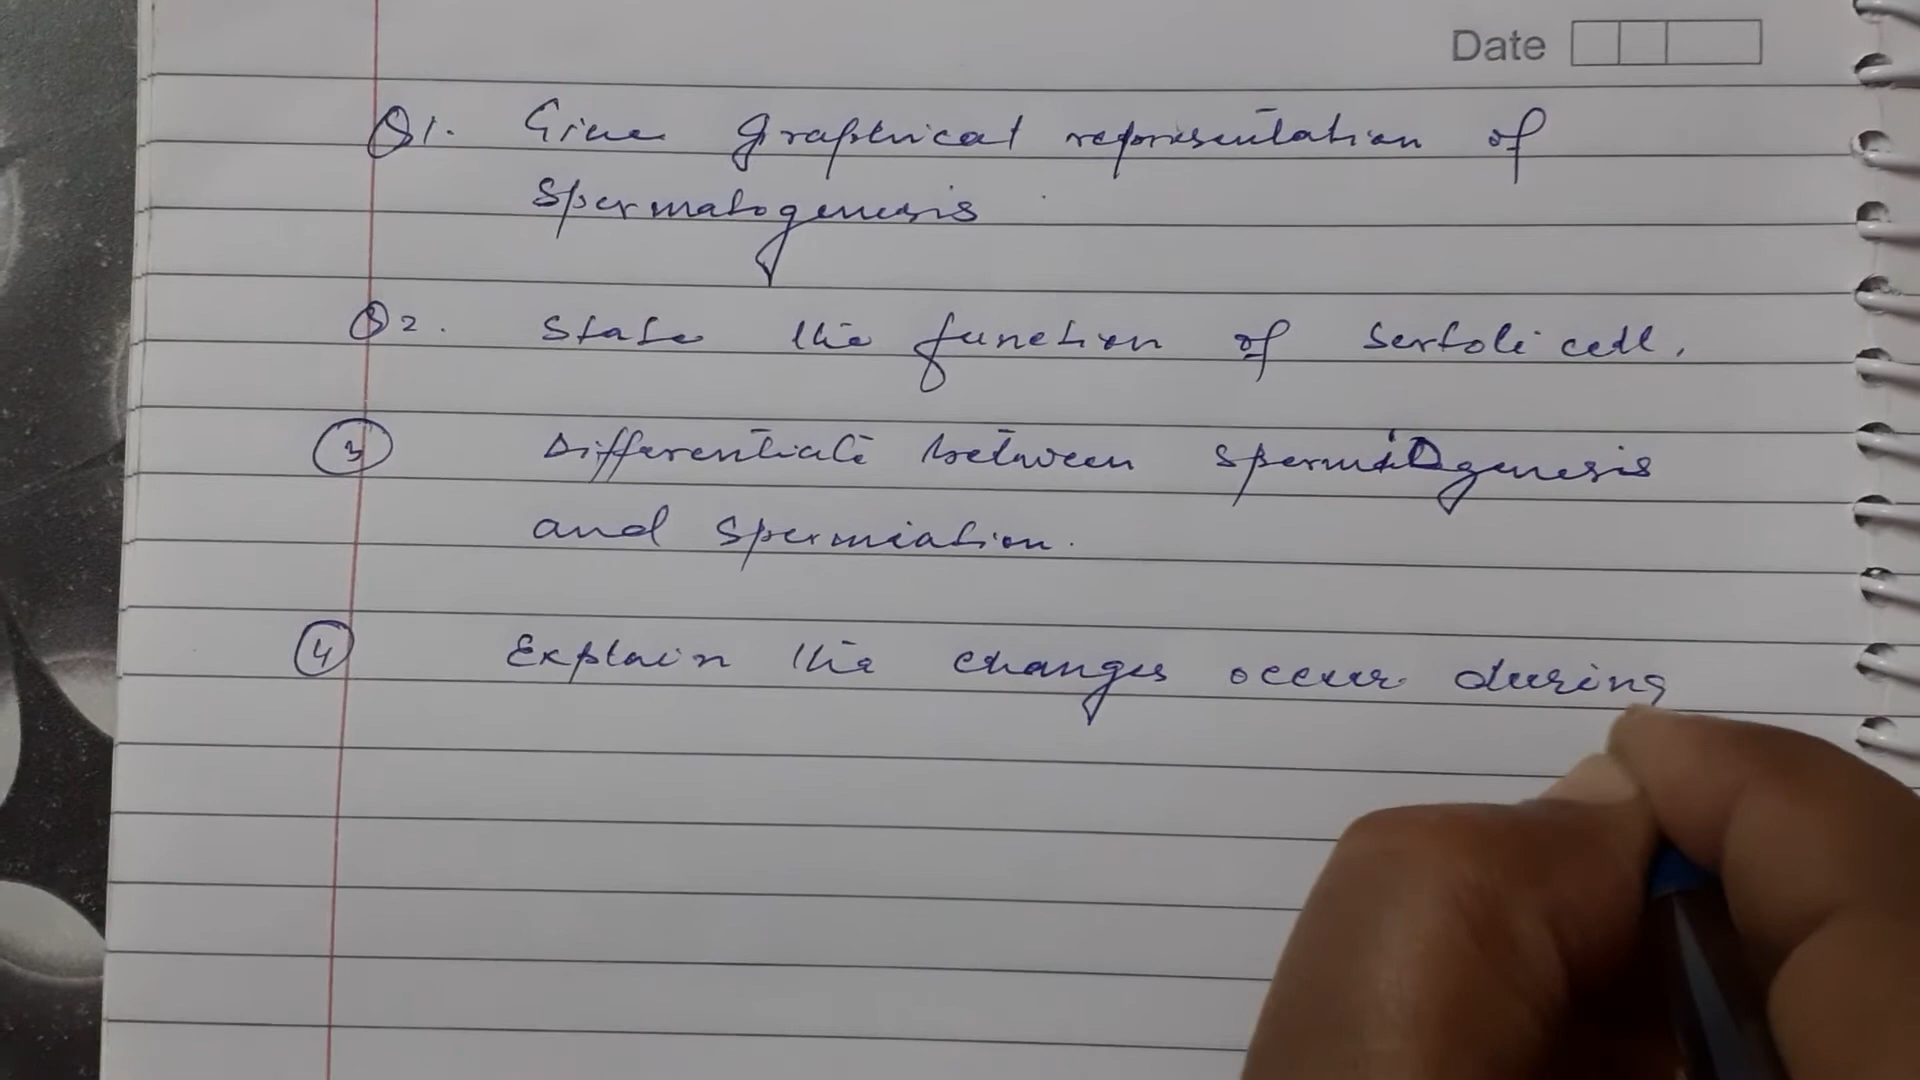 Date
Q1. Give graphical representation of
spermatogenesis
Q2. State the function of Sertoli cell.
3 Differentiate between spermiogenesis
and spermiation.
4 Explain the changes occur during